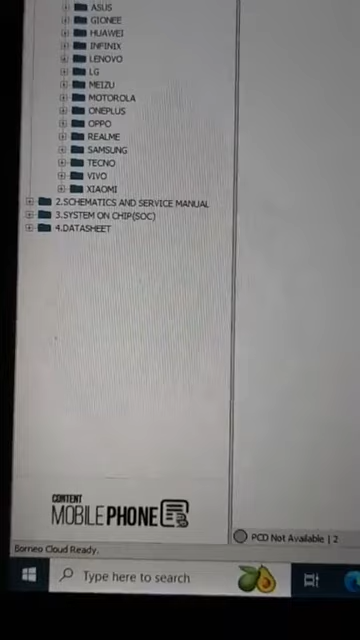 ASUS
GIONEE
HUAWEI
INFINIX
LENOVO
LG
MEIZU
MOTOROLA
ONEPLUS
OPPO
REALME
SAMSUNG
TECNO
VIVO
XIAOMI
2.SCHEMATICS AND SERVICE MANUAL
3.SYSTEM ON CHIP(SOC)
4.DATASHEET
CONTENT
MOBILE PHONE
PCD Not Available | 2
Borneo Cloud Ready.
Type here to search